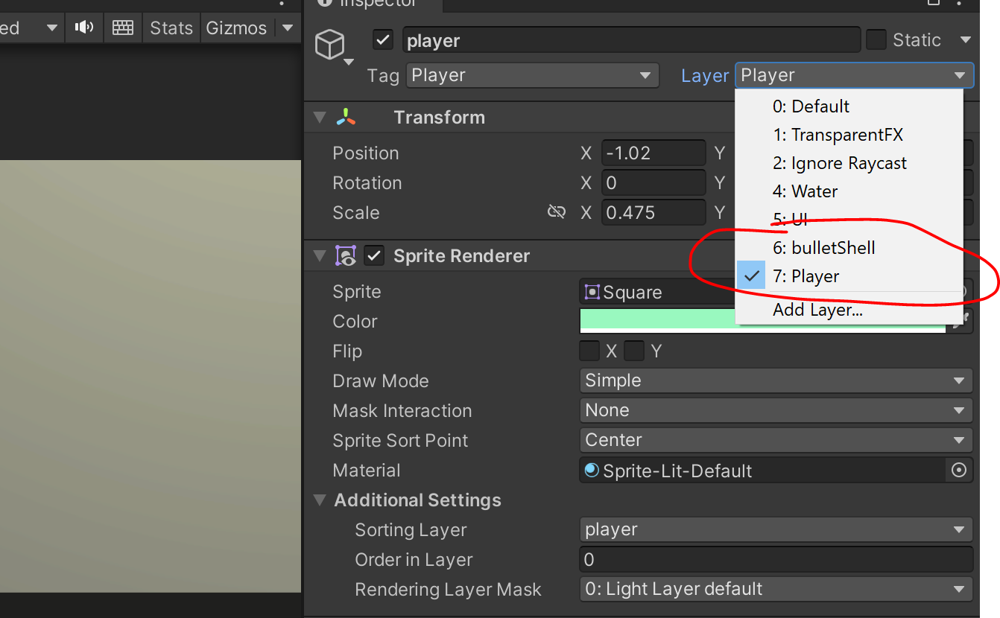 Inspector
ed Stats Gizmos
player Static
Tag Player Layer Player
0: Default
1: TransparentFX
2: Ignore Raycast
4: Water
5: UI
6: bulletShell
7: Player
Add Layer...
Transform
Position X -1.02 Y
Rotation X 0 Y
Scale X 0.475 Y
Sprite Renderer
Sprite Square
Color
Flip X Y
Draw Mode Simple
Mask Interaction None
Sprite Sort Point Center
Material Sprite-Lit-Default
Additional Settings
Sorting Layer player
Order in Layer 0
Rendering Layer Mask 0: Light Layer default